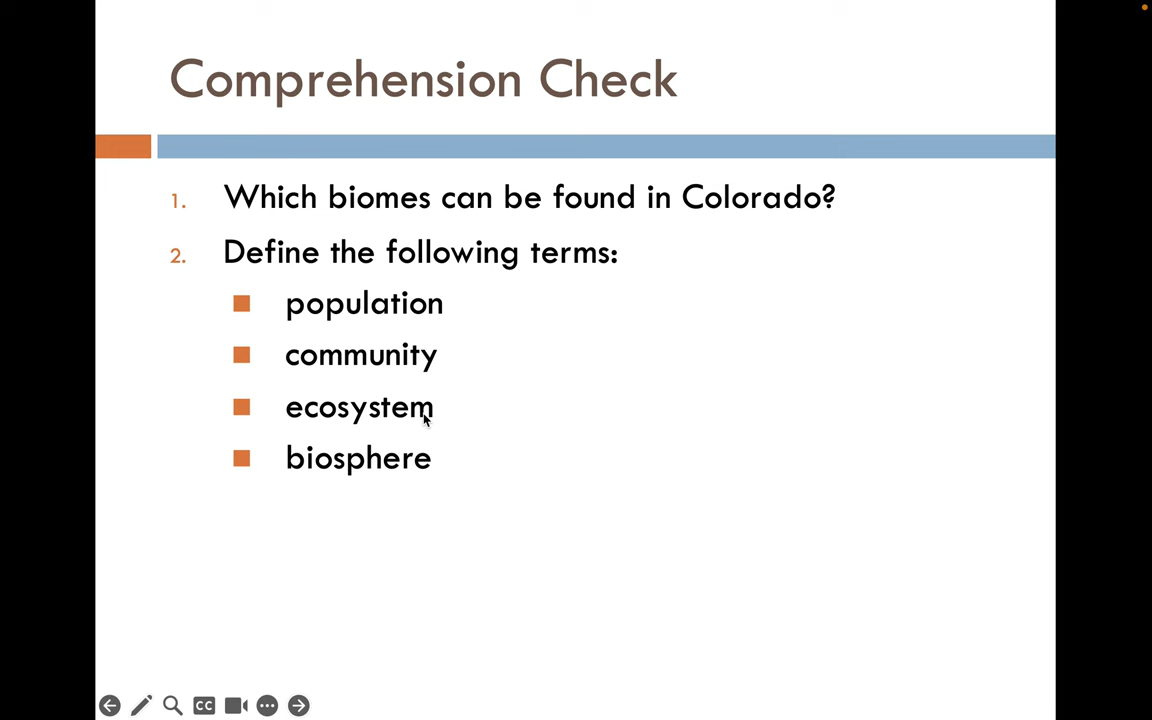 Comprehension Check
1. Which biomes can be found in Colorado?
2. Define the following terms:
population
community
ecosystem
biosphere
CC